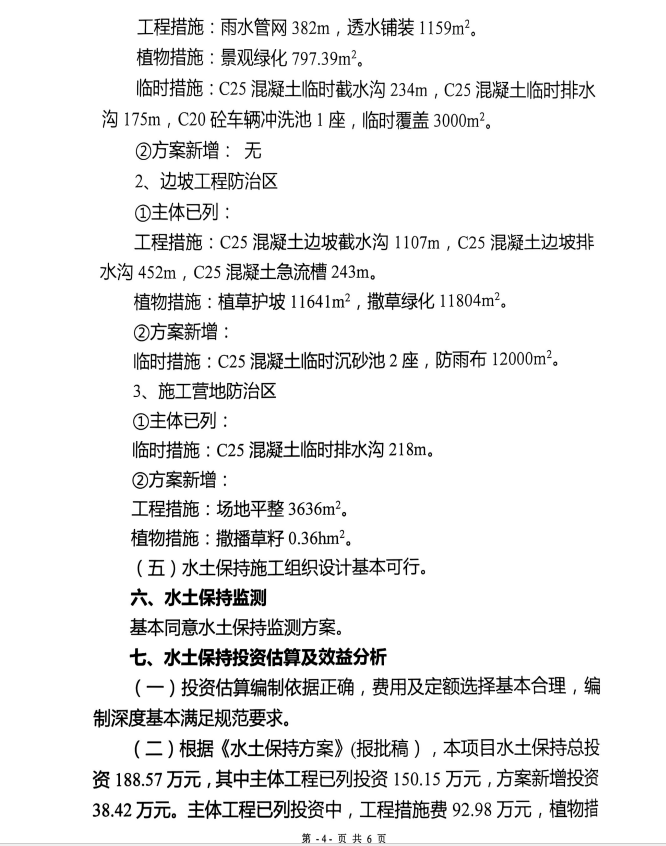 工程措施：雨水管网 382m，透水铺装 1159m²。
植物措施：景观绿化 797.39m²。
临时措施：C25 混凝土临时截水沟 234m，C25 混凝土临时排水
沟 175m，C20 砼车辆冲洗池 1 座，临时覆盖 3000m²。
②方案新增： 无
2、边坡工程防治区
①主体已列：
工程措施：C25 混凝土边坡截水沟 1107m，C25 混凝土边坡排
水沟 452m，C25 混凝土急流槽 243m。
植物措施：植草护坡 11641m²，撒草绿化 11804m²。
②方案新增：
临时措施：C25 混凝土临时沉砂池 2 座，防雨布 12000m²。
3、施工营地防治区
①主体已列：
临时措施：C25 混凝土临时排水沟 218m。
②方案新增：
工程措施：场地平整 3636m²。
植物措施：撒播草籽 0.36hm²。
（五）水土保持施工组织设计基本可行。
六、水土保持监测
基本同意水土保持监测方案。
七、水土保持投资估算及效益分析
（一）投资估算编制依据正确，费用及定额选择基本合理，编
制深度基本满足规范要求。
（二）根据《水土保持方案》(报批稿），本项目水土保持总投
资 188.57 万元，其中主体工程已列投资 150.15 万元，方案新增投资
38.42 万元。主体工程已列投资中，工程措施费 92.98 万元，植物措
第 -4- 页 共 6 页